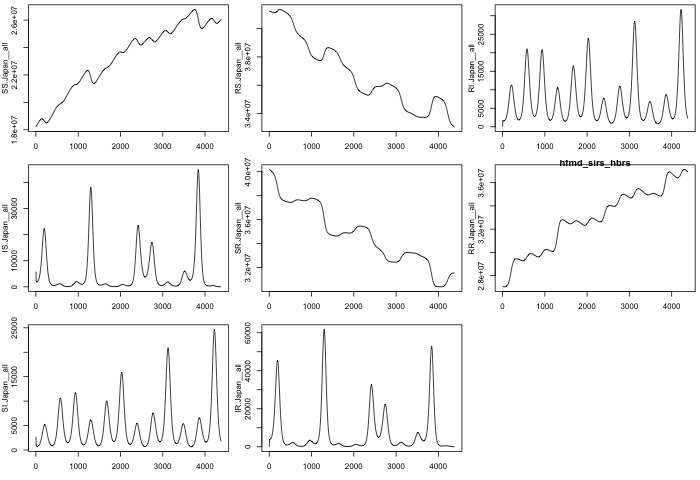 SS.Japan__all
1.8e+07 2.2e+07 2.6e+07
0 1000 2000 3000 4000
RS.Japan__all
3.4e+07 3.8e+07
0 1000 2000 3000 4000
RI.Japan__all
0 5000 15000 25000
0 1000 2000 3000 4000
IS.Japan__all
0 10000 30000
0 1000 2000 3000 4000
SR.Japan__all
3.2e+07 3.6e+07 4.0e+07
0 1000 2000 3000 4000
hfmd_sirs_hbrs
RR.Japan__all
2.8e+07 3.2e+07 3.6e+07
0 1000 2000 3000 4000
SI.Japan__all
0 5000 15000 25000
0 1000 2000 3000 4000
IR.Japan__all
0 20000 40000 60000
0 1000 2000 3000 4000